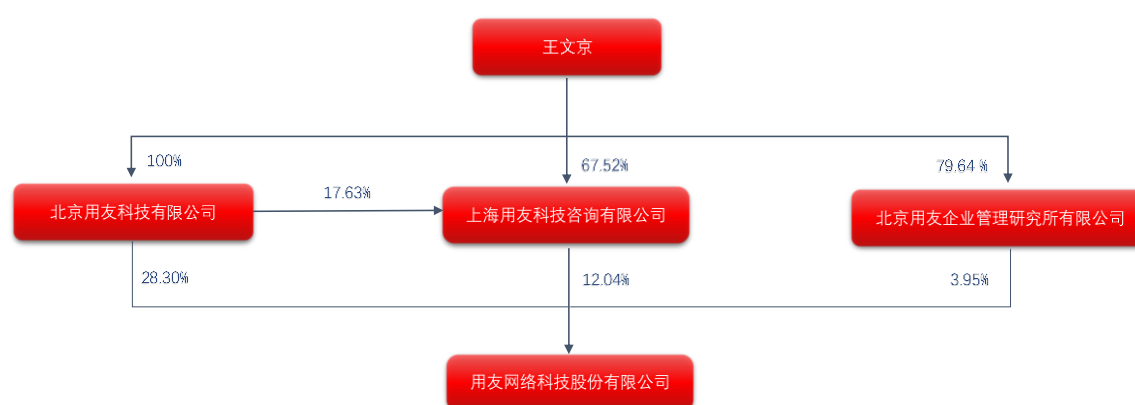 王文京
100%
67.52%
79.64 %
北京用友科技有限公司
17.63%
上海用友科技咨询有限公司
北京用友企业管理研究所有限公司
28.30%
12.04%
3.95%
用友网络科技股份有限公司